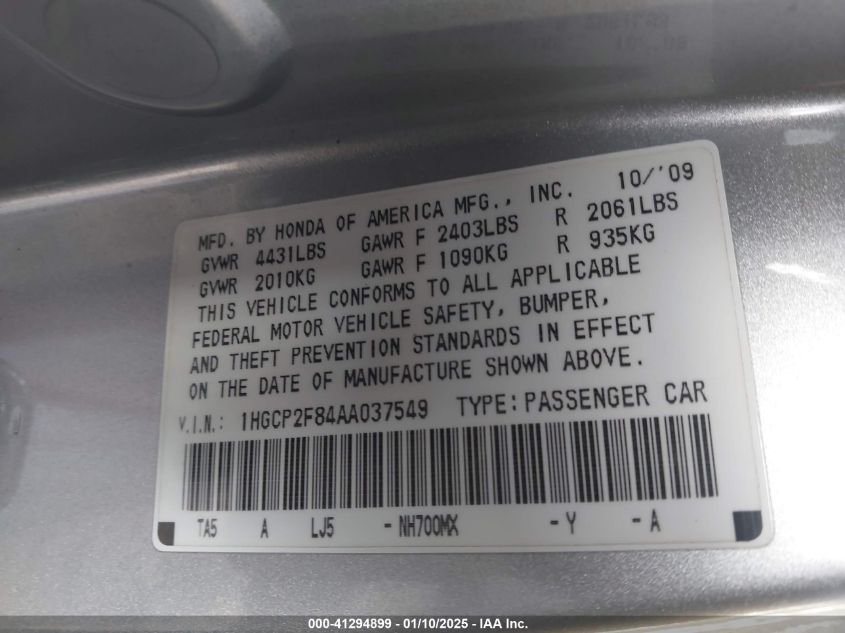 MFD. BY HONDA OF AMERICA MFG., INC. 10/'09
GVWR 4431LBS GAWR F 2403LBS R 2061LBS
GVWR 2010KG GAWR F 1090KG R 935KG
THIS VEHICLE CONFORMS TO ALL APPLICABLE
FEDERAL MOTOR VEHICLE SAFETY, BUMPER,
AND THEFT PREVENTION STANDARDS IN EFFECT
ON THE DATE OF MANUFACTURE SHOWN ABOVE.
V.I.N.: 1HGCP2F84AA037549 TYPE: PASSENGER CAR
TA5 A LJ5 -NH700MX -Y -A
000-41294899 - 01/10/2025 - IAA Inc.